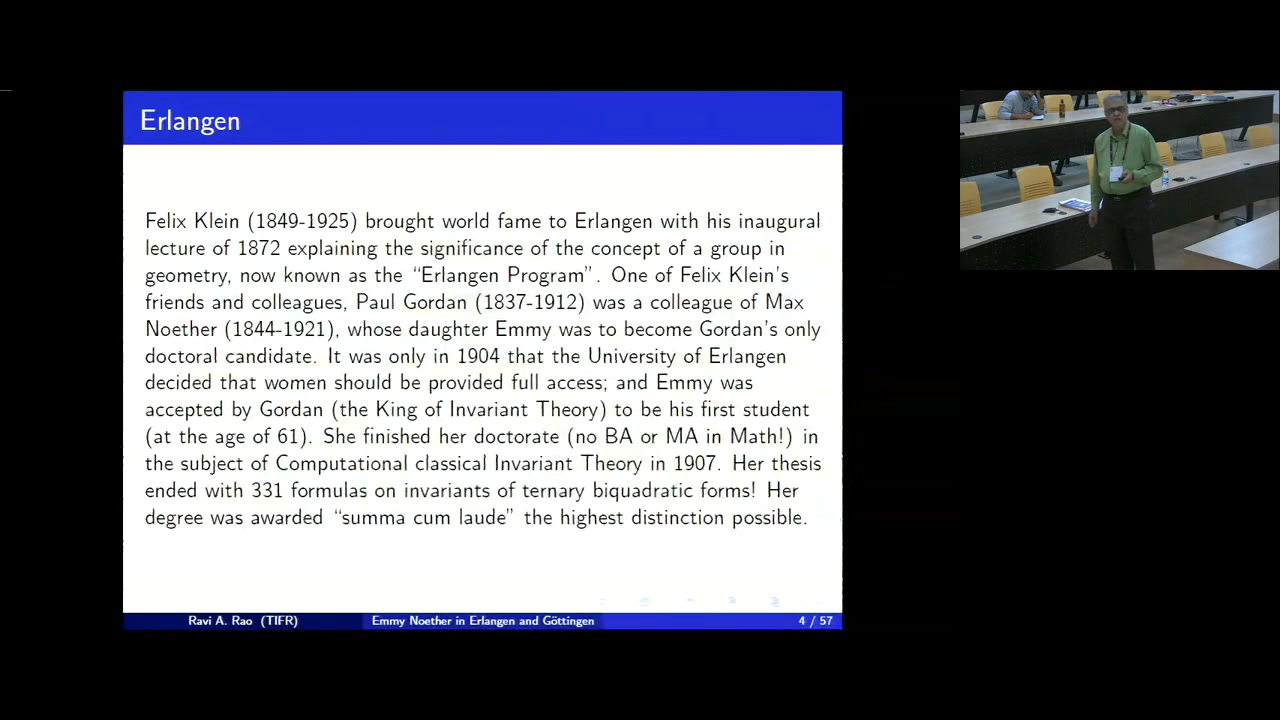 Erlangen
Felix Klein (1849-1925) brought world fame to Erlangen with his inaugural
lecture of 1872 explaining the significance of the concept of a group in
geometry, now known as the “Erlangen Program”. One of Felix Klein's
friends and colleagues, Paul Gordan (1837-1912) was a colleague of Max
Noether (1844-1921), whose daughter Emmy was to become Gordan's only
doctoral candidate. It was only in 1904 that the University of Erlangen
decided that women should be provided full access; and Emmy was
accepted by Gordan (the King of Invariant Theory) to be his first student
(at the age of 61). She finished her doctorate (no BA or MA in Math!) in
the subject of Computational classical Invariant Theory in 1907. Her thesis
ended with 331 formulas on invariants of ternary biquadratic forms! Her
degree was awarded “summa cum laude” the highest distinction possible.
Ravi A. Rao (TIFR) Emmy Noether in Erlangen and Göttingen 4 / 57